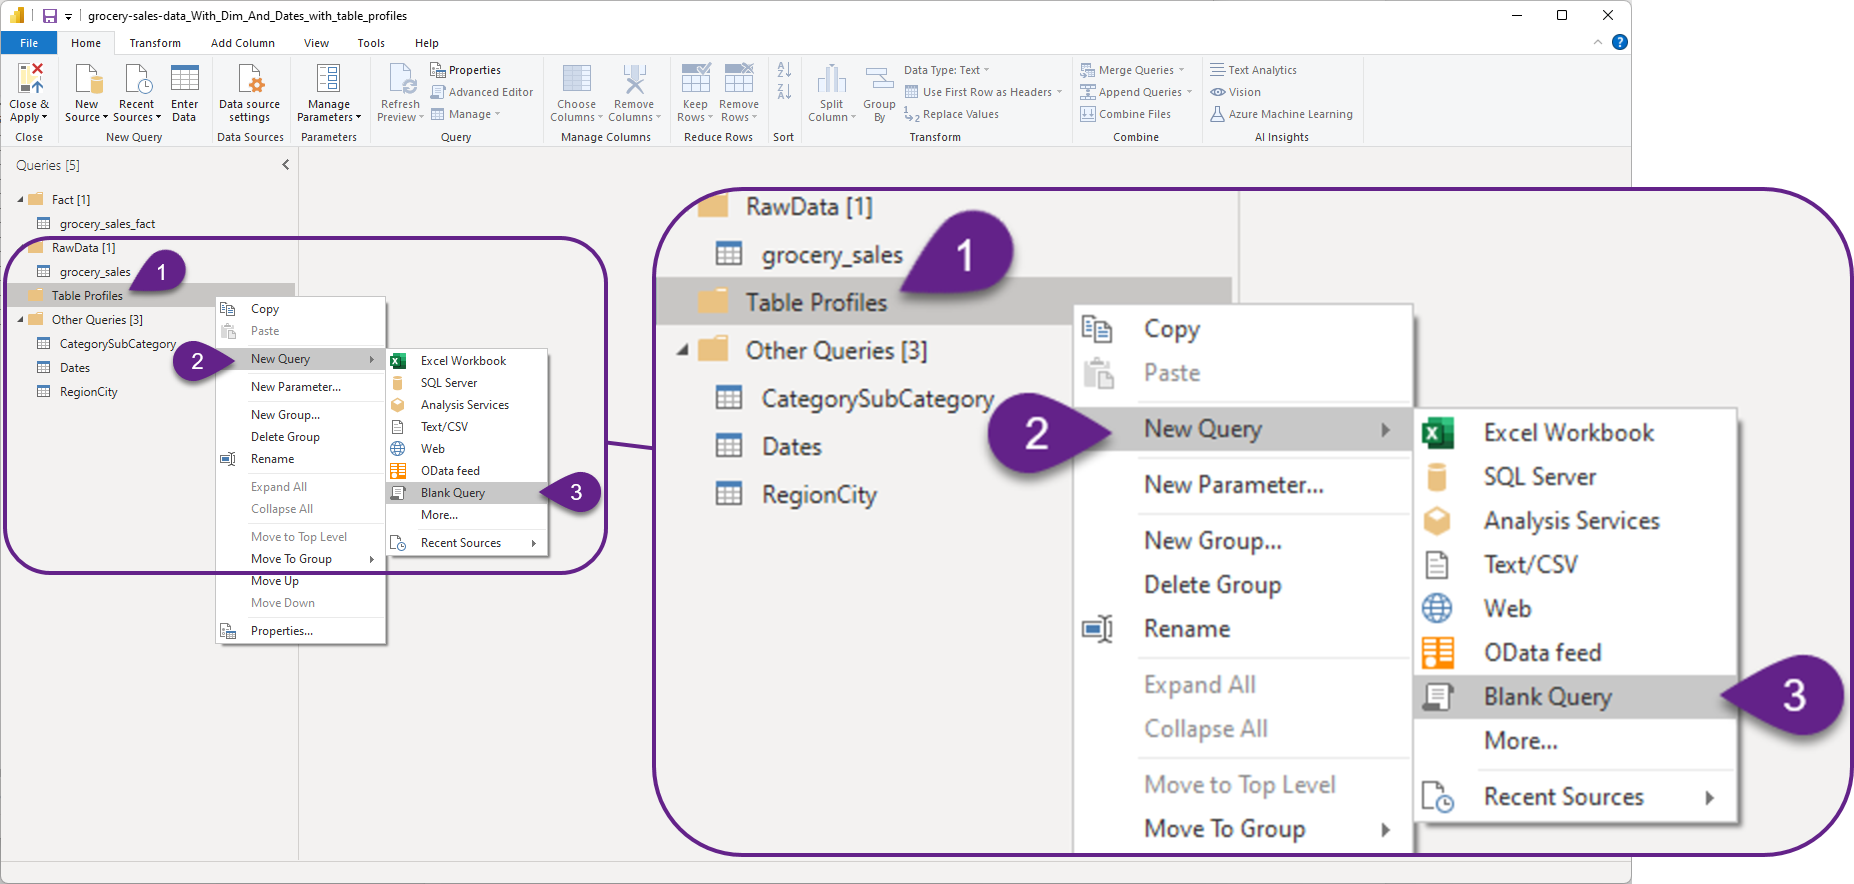 grocery-sales-data_With_Dim_And_Dates_with_table_profiles
File Home Transform Add Column View Tools Help
Close & Apply
New Source
Recent Sources
Enter Data
Data source settings
Manage Parameters
Refresh Preview
Properties
Advanced Editor
Manage
Choose Columns
Remove Columns
Keep Rows
Remove Rows
A
Z
Z
A
Split Column
Group By
Data Type: Text
Use First Row as Headers
1
2
Replace Values
Merge Queries
Append Queries
Combine Files
Text Analytics
Vision
Azure Machine Learning
Close
New Query
Data Sources
Parameters
Query
Manage Columns
Reduce Rows
Sort
Transform
Combine
AI Insights
Queries [5]
Fact [1]
grocery_sales_fact
RawData [1]
grocery_sales
1
Table Profiles
Other Queries [3]
CategorySubCategory
Dates
RegionCity
Copy
Paste
2
New Query
New Parameter...
New Group...
Delete Group
Rename
Expand All
Collapse All
Move to Top Level
Move To Group
Move Up
Move Down
Properties...
Excel Workbook
SQL Server
Analysis Services
Text/CSV
Web
OData feed
Blank Query
3
More...
Recent Sources
RawData [1]
grocery_sales
1
Table Profiles
Other Queries [3]
CategorySubCategory
Dates
RegionCity
Copy
Paste
2
New Query
New Parameter...
New Group...
Delete Group
Rename
Expand All
Collapse All
Move to Top Level
Move To Group
Excel Workbook
SQL Server
Analysis Services
Text/CSV
Web
OData feed
Blank Query
3
More...
Recent Sources